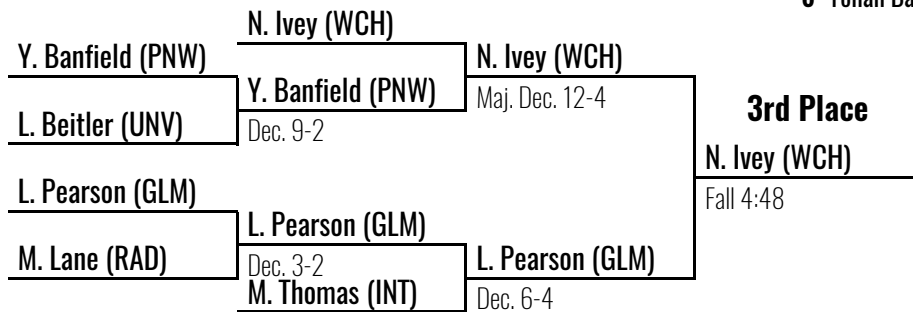 N. Ivey (WCH)
Y. Banfield (PNW)
N. Ivey (WCH)
Y. Banfield (PNW)
Maj. Dec. 12-4
3rd Place
L. Beitler (UNV)
Dec. 9-2
N. Ivey (WCH)
L. Pearson (GLM)
Fall 4:48
L. Pearson (GLM)
M. Lane (RAD)
Dec. 3-2
L. Pearson (GLM)
M. Thomas (INT)
Dec. 6-4